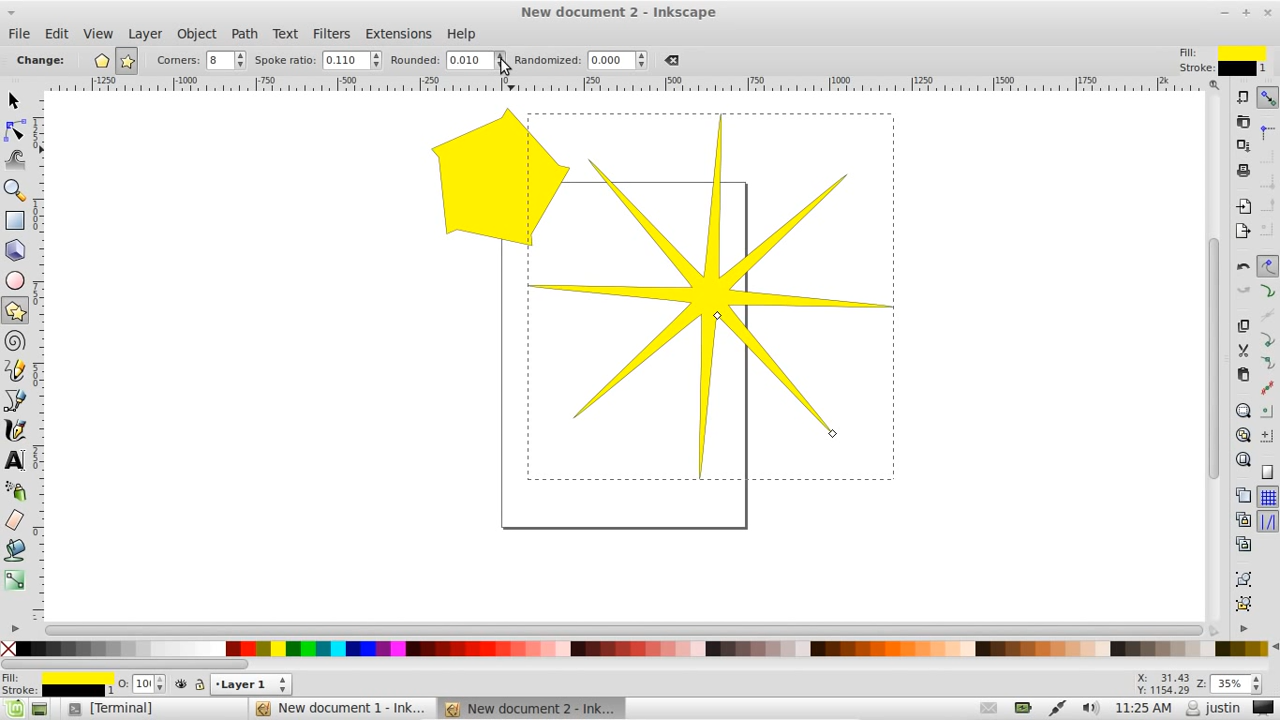 New document 2 - Inkscape
File Edit View Layer Object Path Text Filters Extensions Help
Change: Corners: 8 Spoke ratio: 0.110 Rounded: 0.010 Randomized: 0.000 Fill:
Stroke: 1
-1250 -1000 -750 -500 -250 0 250 500 750 1000 1250 1500 1750 2k
A
Fill:
Stroke: 1 O: 10 Layer 1 X: 31.43 Z: 35%
Y: 1154.29
[Terminal] New document 1 - Ink... New document 2 - Ink... 11:25 AM justin